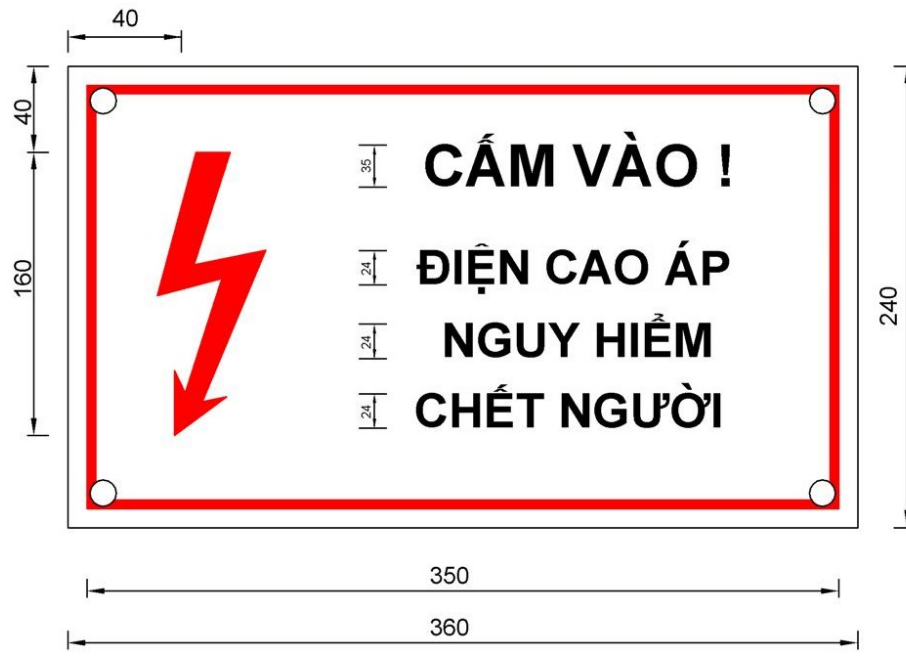 40
40
35
CẤM VÀO !
160
24
ĐIỆN CAO ÁP
240
24
NGUY HIỂM
24
CHẾT NGƯỜI
350
360